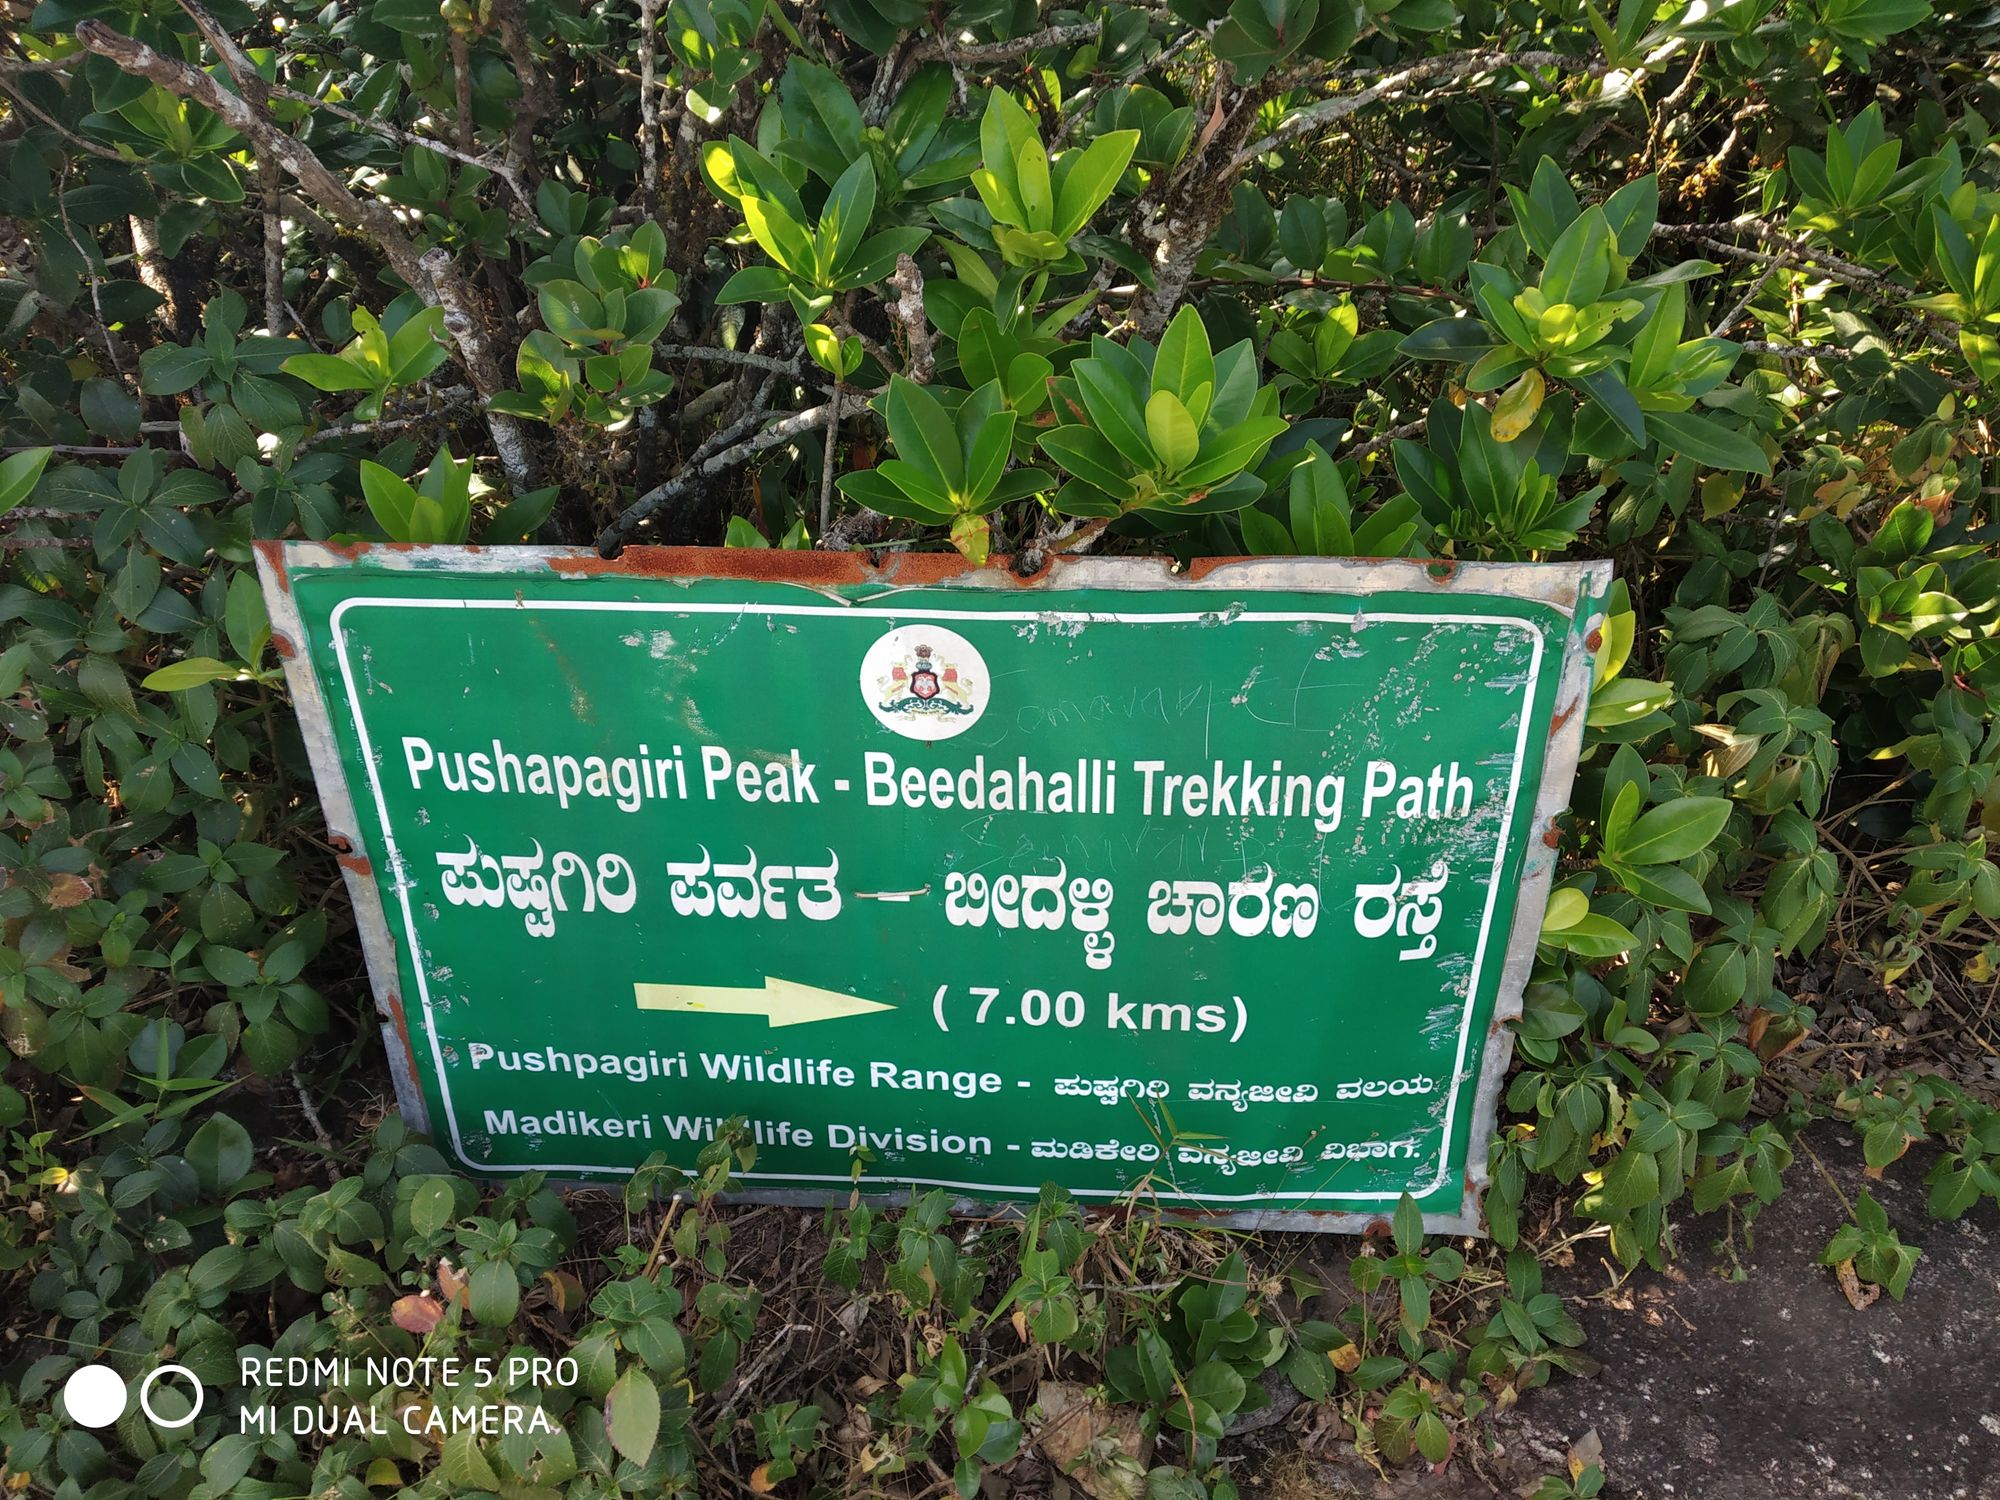 Pushapagiri Peak - Beedahalli Trekking Path
ಪುಷ್ಪಗಿರಿ ಪರ್ವತ – ಬೀದಳ್ಳಿ ಚಾರಣ ರಸ್ತೆ
( 7.00 kms)
Pushpagiri Wildlife Range - ಪುಷ್ಪಗಿರಿ ವನ್ಯಜೀವಿ ವಲಯ
Madikeri Wildlife Division - ಮಡಿಕೇರಿ ವನ್ಯಜೀವಿ ವಿಭಾಗ.
REDMI NOTE 5 PRO
MI DUAL CAMERA